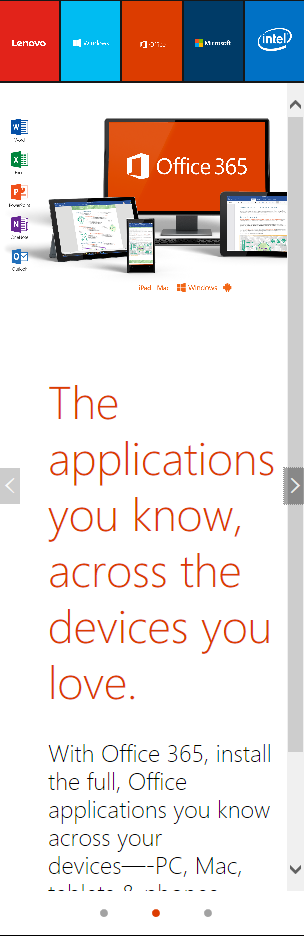 Lenovo
Windows
Office
Microsoft
intel
Word
Excel
PowerPoint
OneNote
Outlook
Office 365
iPad Mac Windows
The
applications
you know,
across the
devices you
love.
With Office 365, install
the full, Office
applications you know
across your
devices—-PC, Mac,
tablets & phones